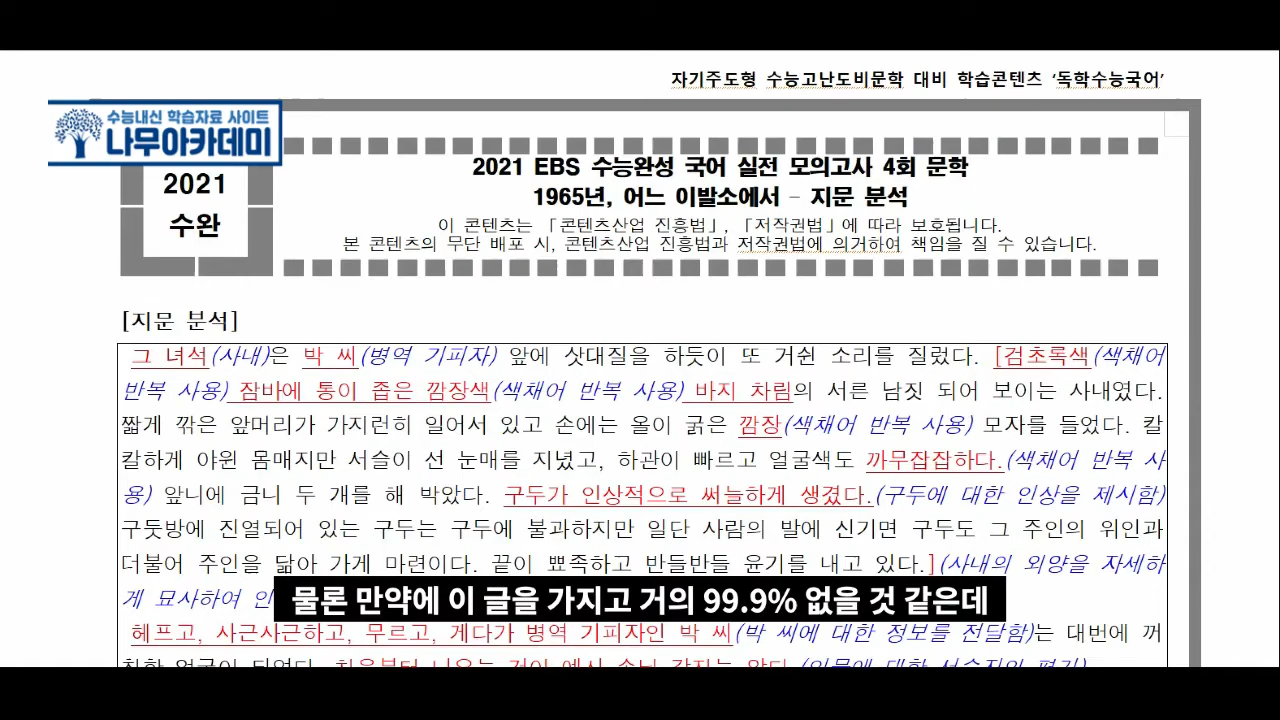 자기주도형 수능고난도비문학 대비 학습콘텐츠 ‘독학수능국어’
수능내신 학습자료 사이트
나무아카데미
2021
수완
2021 EBS 수능완성 국어 실전 모의고사 4회 문학
1965년, 어느 이발소에서 – 지문 분석
이 콘텐츠는 「콘텐츠산업 진흥법」, 「저작권법」에 따라 보호됩니다.
본 콘텐츠의 무단 배포 시, 콘텐츠산업 진흥법과 저작권법에 의거하여 책임을 질 수 있습니다.
[지문 분석]
그 녀석(사내)은 박 씨(병역 기피자) 앞에 삿대질을 하듯이 또 거쉰 소리를 질렀다. [검초록색(색채어
반복 사용) 잠바에 통이 좁은 깜장색(색채어 반복 사용) 바지 차림의 서른 남짓 되어 보이는 사내였다.
짧게 깎은 앞머리가 가지런히 일어서 있고 손에는 올이 굵은 깜장(색채어 반복 사용) 모자를 들었다. 칼
칼하게 야윈 몸매지만 서슬이 선 눈매를 지녔고, 하관이 빠르고 얼굴색도 까무잡잡하다.(색채어 반복 사
용) 앞니에 금니 두 개를 해 박았다. 구두가 인상적으로 써늘하게 생겼다.(구두에 대한 인상을 제시함)
구둣방에 진열되어 있는 구두는 구두에 불과하지만 일단 사람의 발에 신기면 구두도 그 주인의 위인과
더불어 주인을 닮아 가게 마련이다. 끝이 뾰족하고 반들반들 윤기를 내고 있다.](사내의 외양을 자세하
게 묘사하여 인
물론 만약에 이 글을 가지고 거의 99.9% 없을 것 같은데
헤프고, 사근사근하고, 무르고, 게다가 병역 기피자인 박 씨(박 씨에 대한 정보를 전달함)는 대번에 꺼